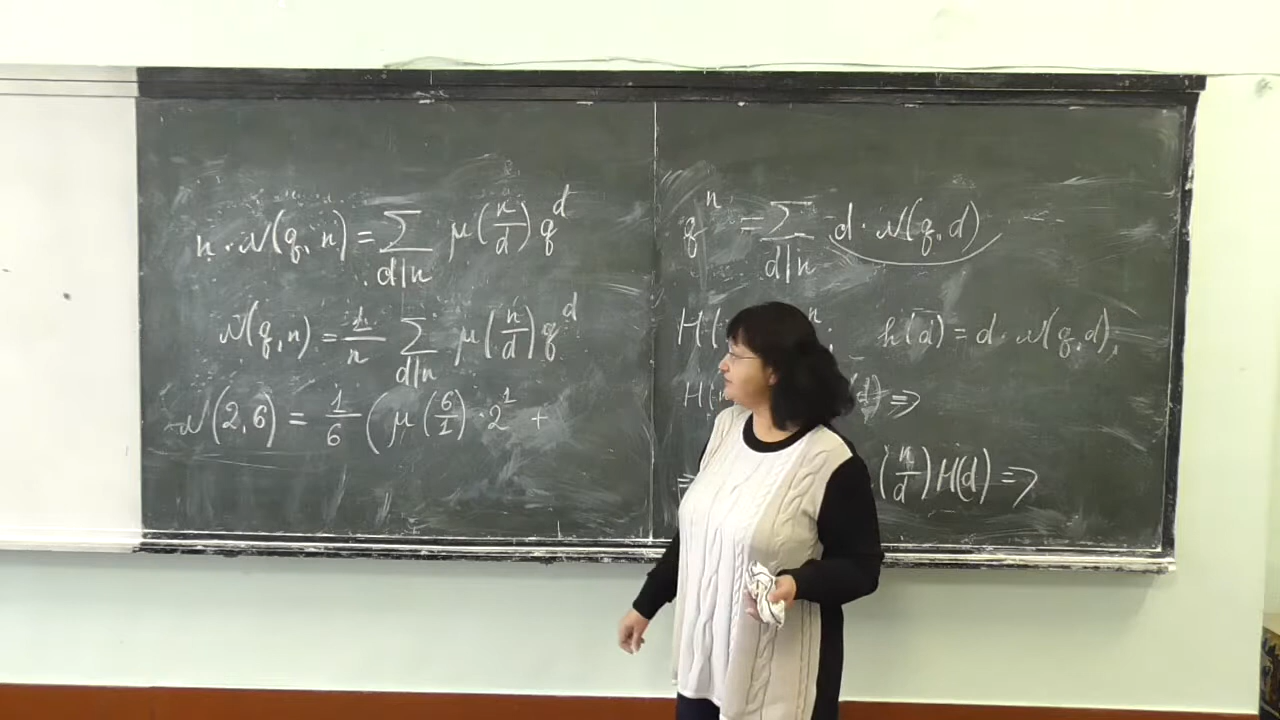 n · N(q, n) = ∑_{d|n} μ(n/d) q^d
N(q, n) = 1/n ∑_{d|n} μ(n/d) q^d
N(2, 6) = 1/6 (μ(6/1) · 2^1 +
q^n = ∑_{d|n} d · N(q, d)
H( n; h(d) = d · N(q, d),
H( (d) =>
= (n/d) H(d) =>